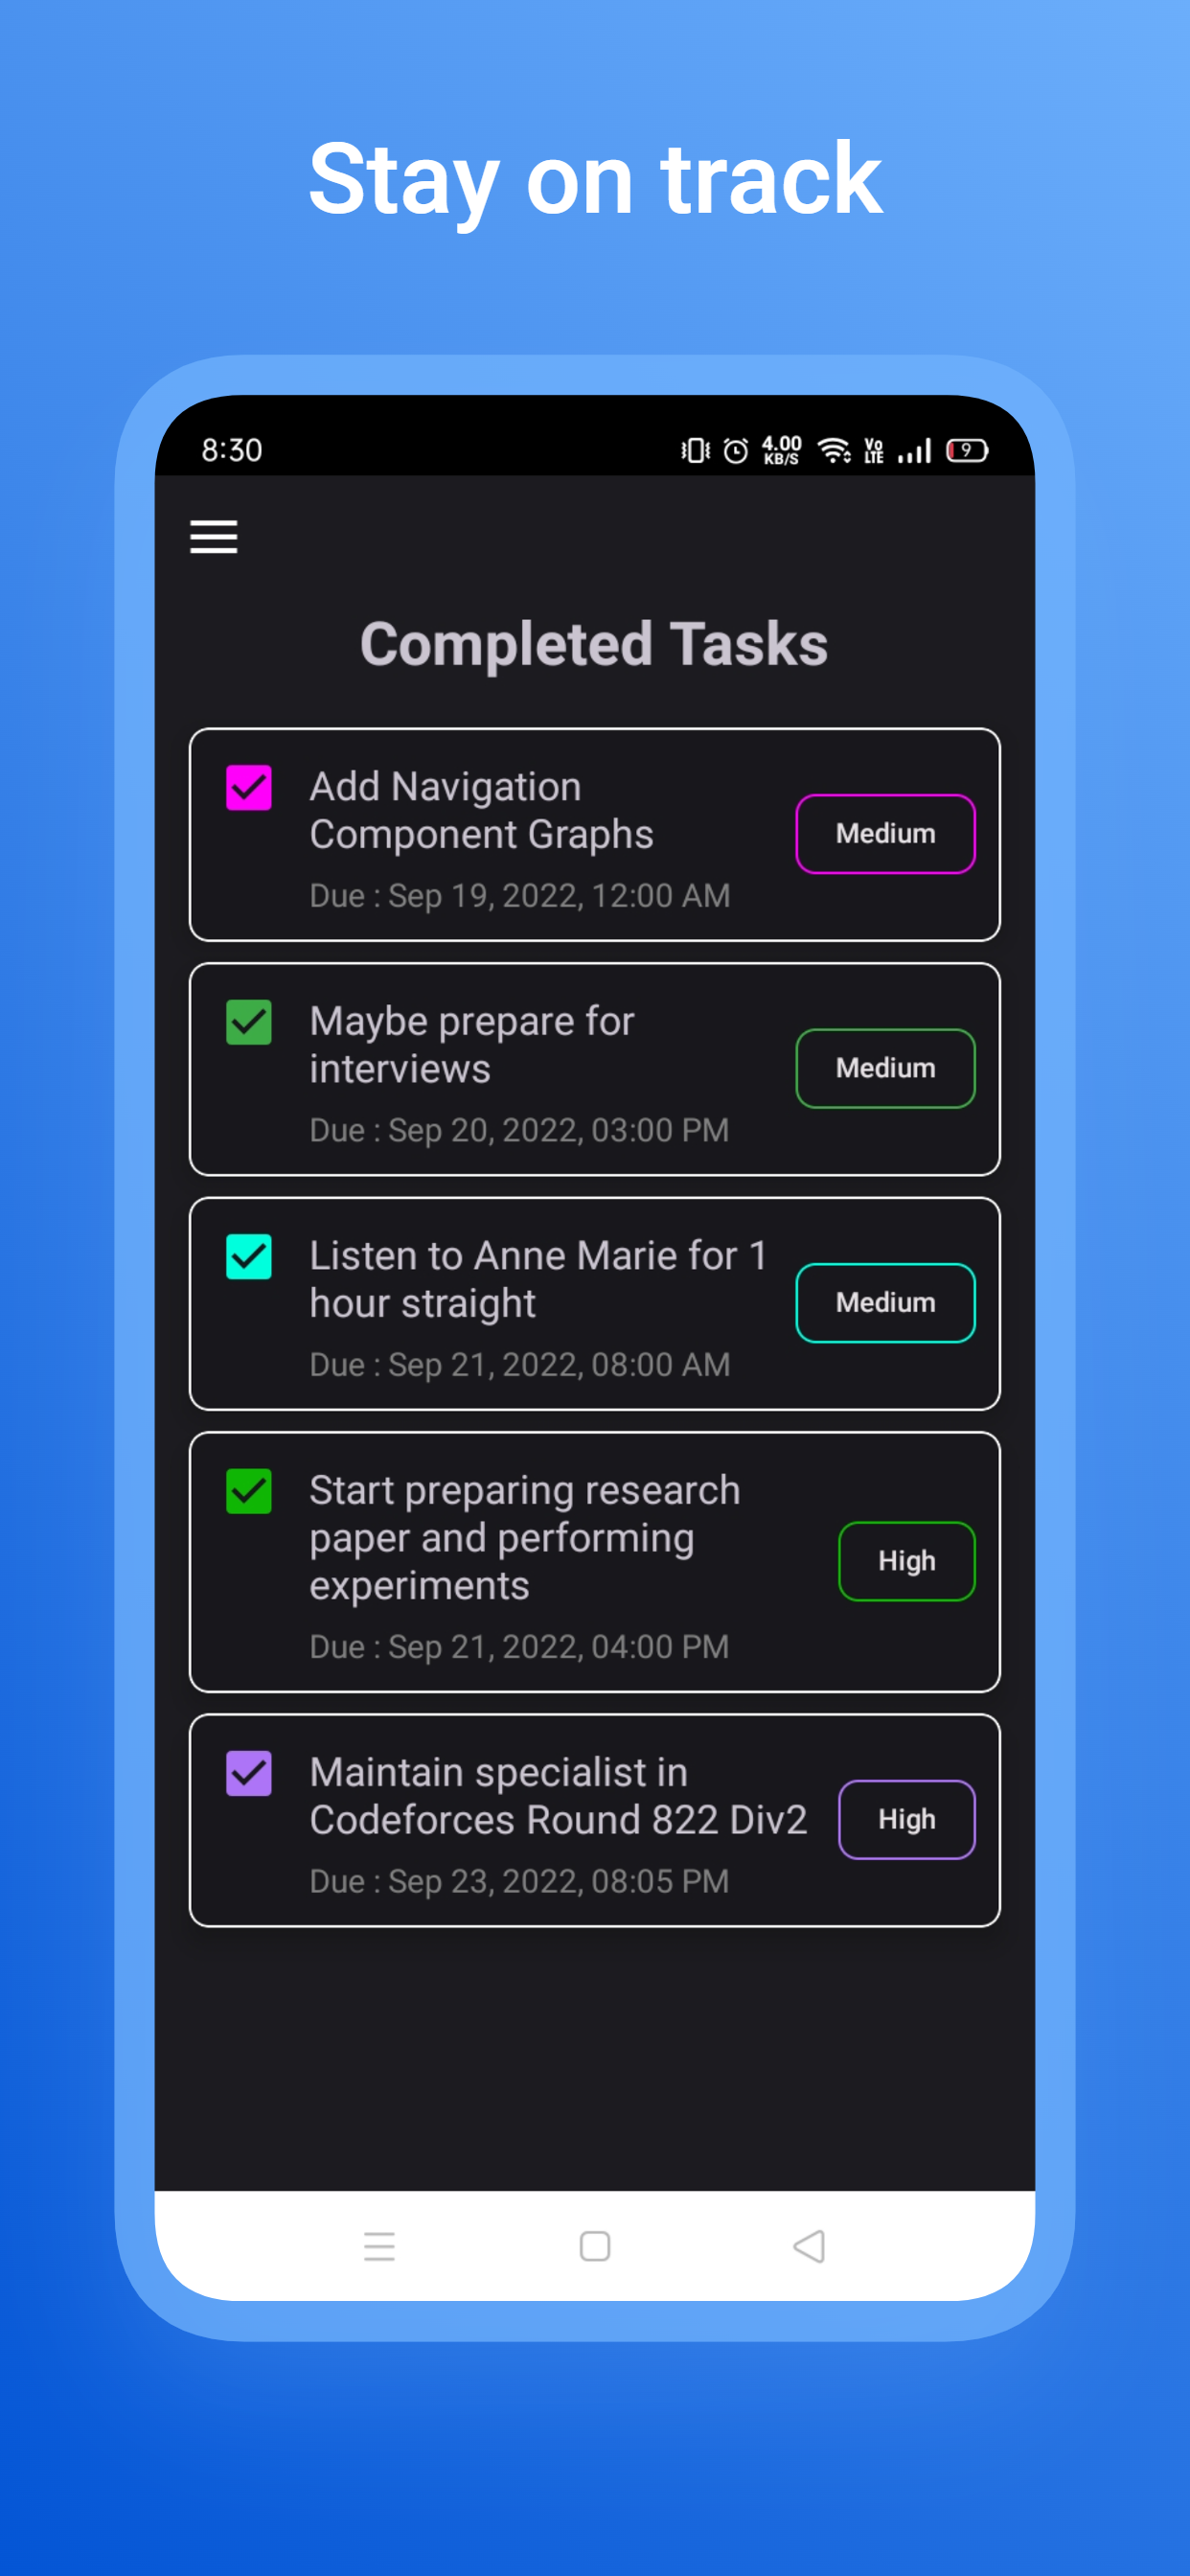 Stay on track
8:30
4.00
KB/S
Vo
LTE
9
Completed Tasks
Add Navigation
Component Graphs
Medium
Due : Sep 19, 2022, 12:00 AM
Maybe prepare for
interviews
Medium
Due : Sep 20, 2022, 03:00 PM
Listen to Anne Marie for 1
hour straight
Medium
Due : Sep 21, 2022, 08:00 AM
Start preparing research
paper and performing
experiments
High
Due : Sep 21, 2022, 04:00 PM
Maintain specialist in
Codeforces Round 822 Div2
High
Due : Sep 23, 2022, 08:05 PM